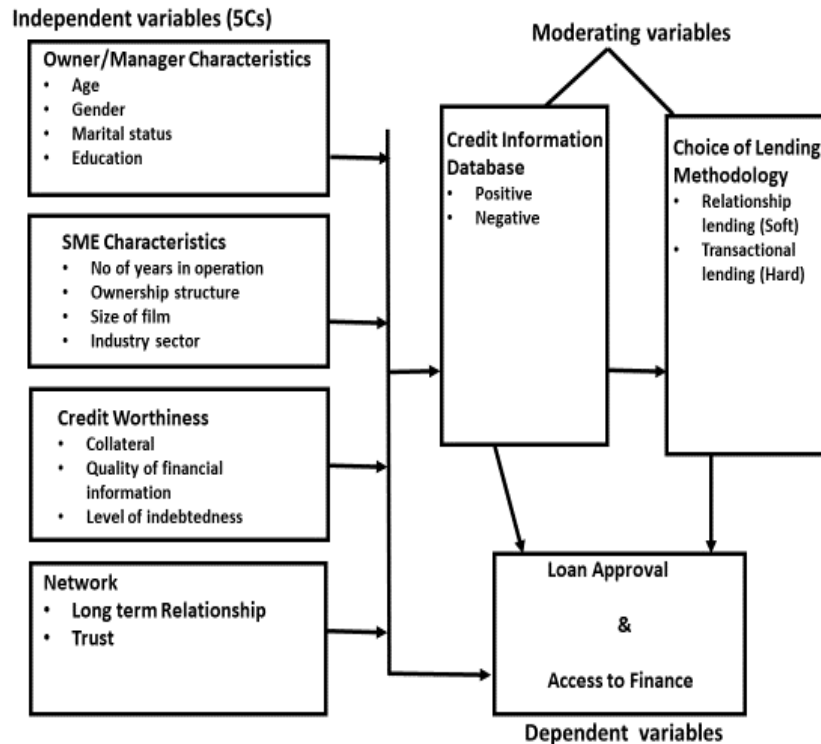 Independent variables (5Cs)
Owner/Manager Characteristics
• Age
• Gender
• Marital status
• Education
SME Characteristics
• No of years in operation
• Ownership structure
• Size of film
• Industry sector
Credit Worthiness
• Collateral
• Quality of financial
information
• Level of indebtedness
Network
• Long term Relationship
• Trust
Moderating variables
Credit Information
Database
• Positive
• Negative
Choice of Lending
Methodology
• Relationship
lending (Soft)
• Transactional
lending (Hard)
Loan Approval
&
Access to Finance
Dependent variables